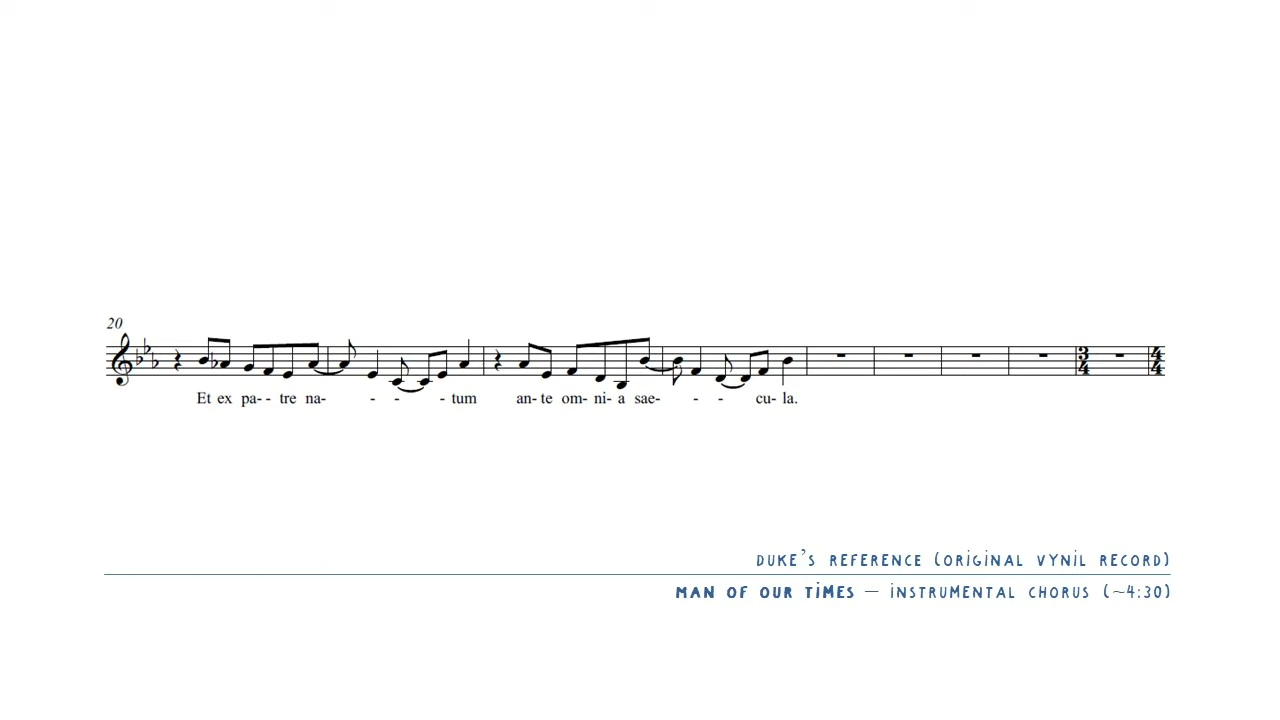 20
3 4 4 4
Et ex pa- - tre na- - - - tum an- te om- ni- a sae- - - cu- la.
DUKE'S REFERENCE (ORIGINAL VYNIL RECORD)
MAN OF OUR TIMES — INSTRUMENTAL CHORUS (~4:30)